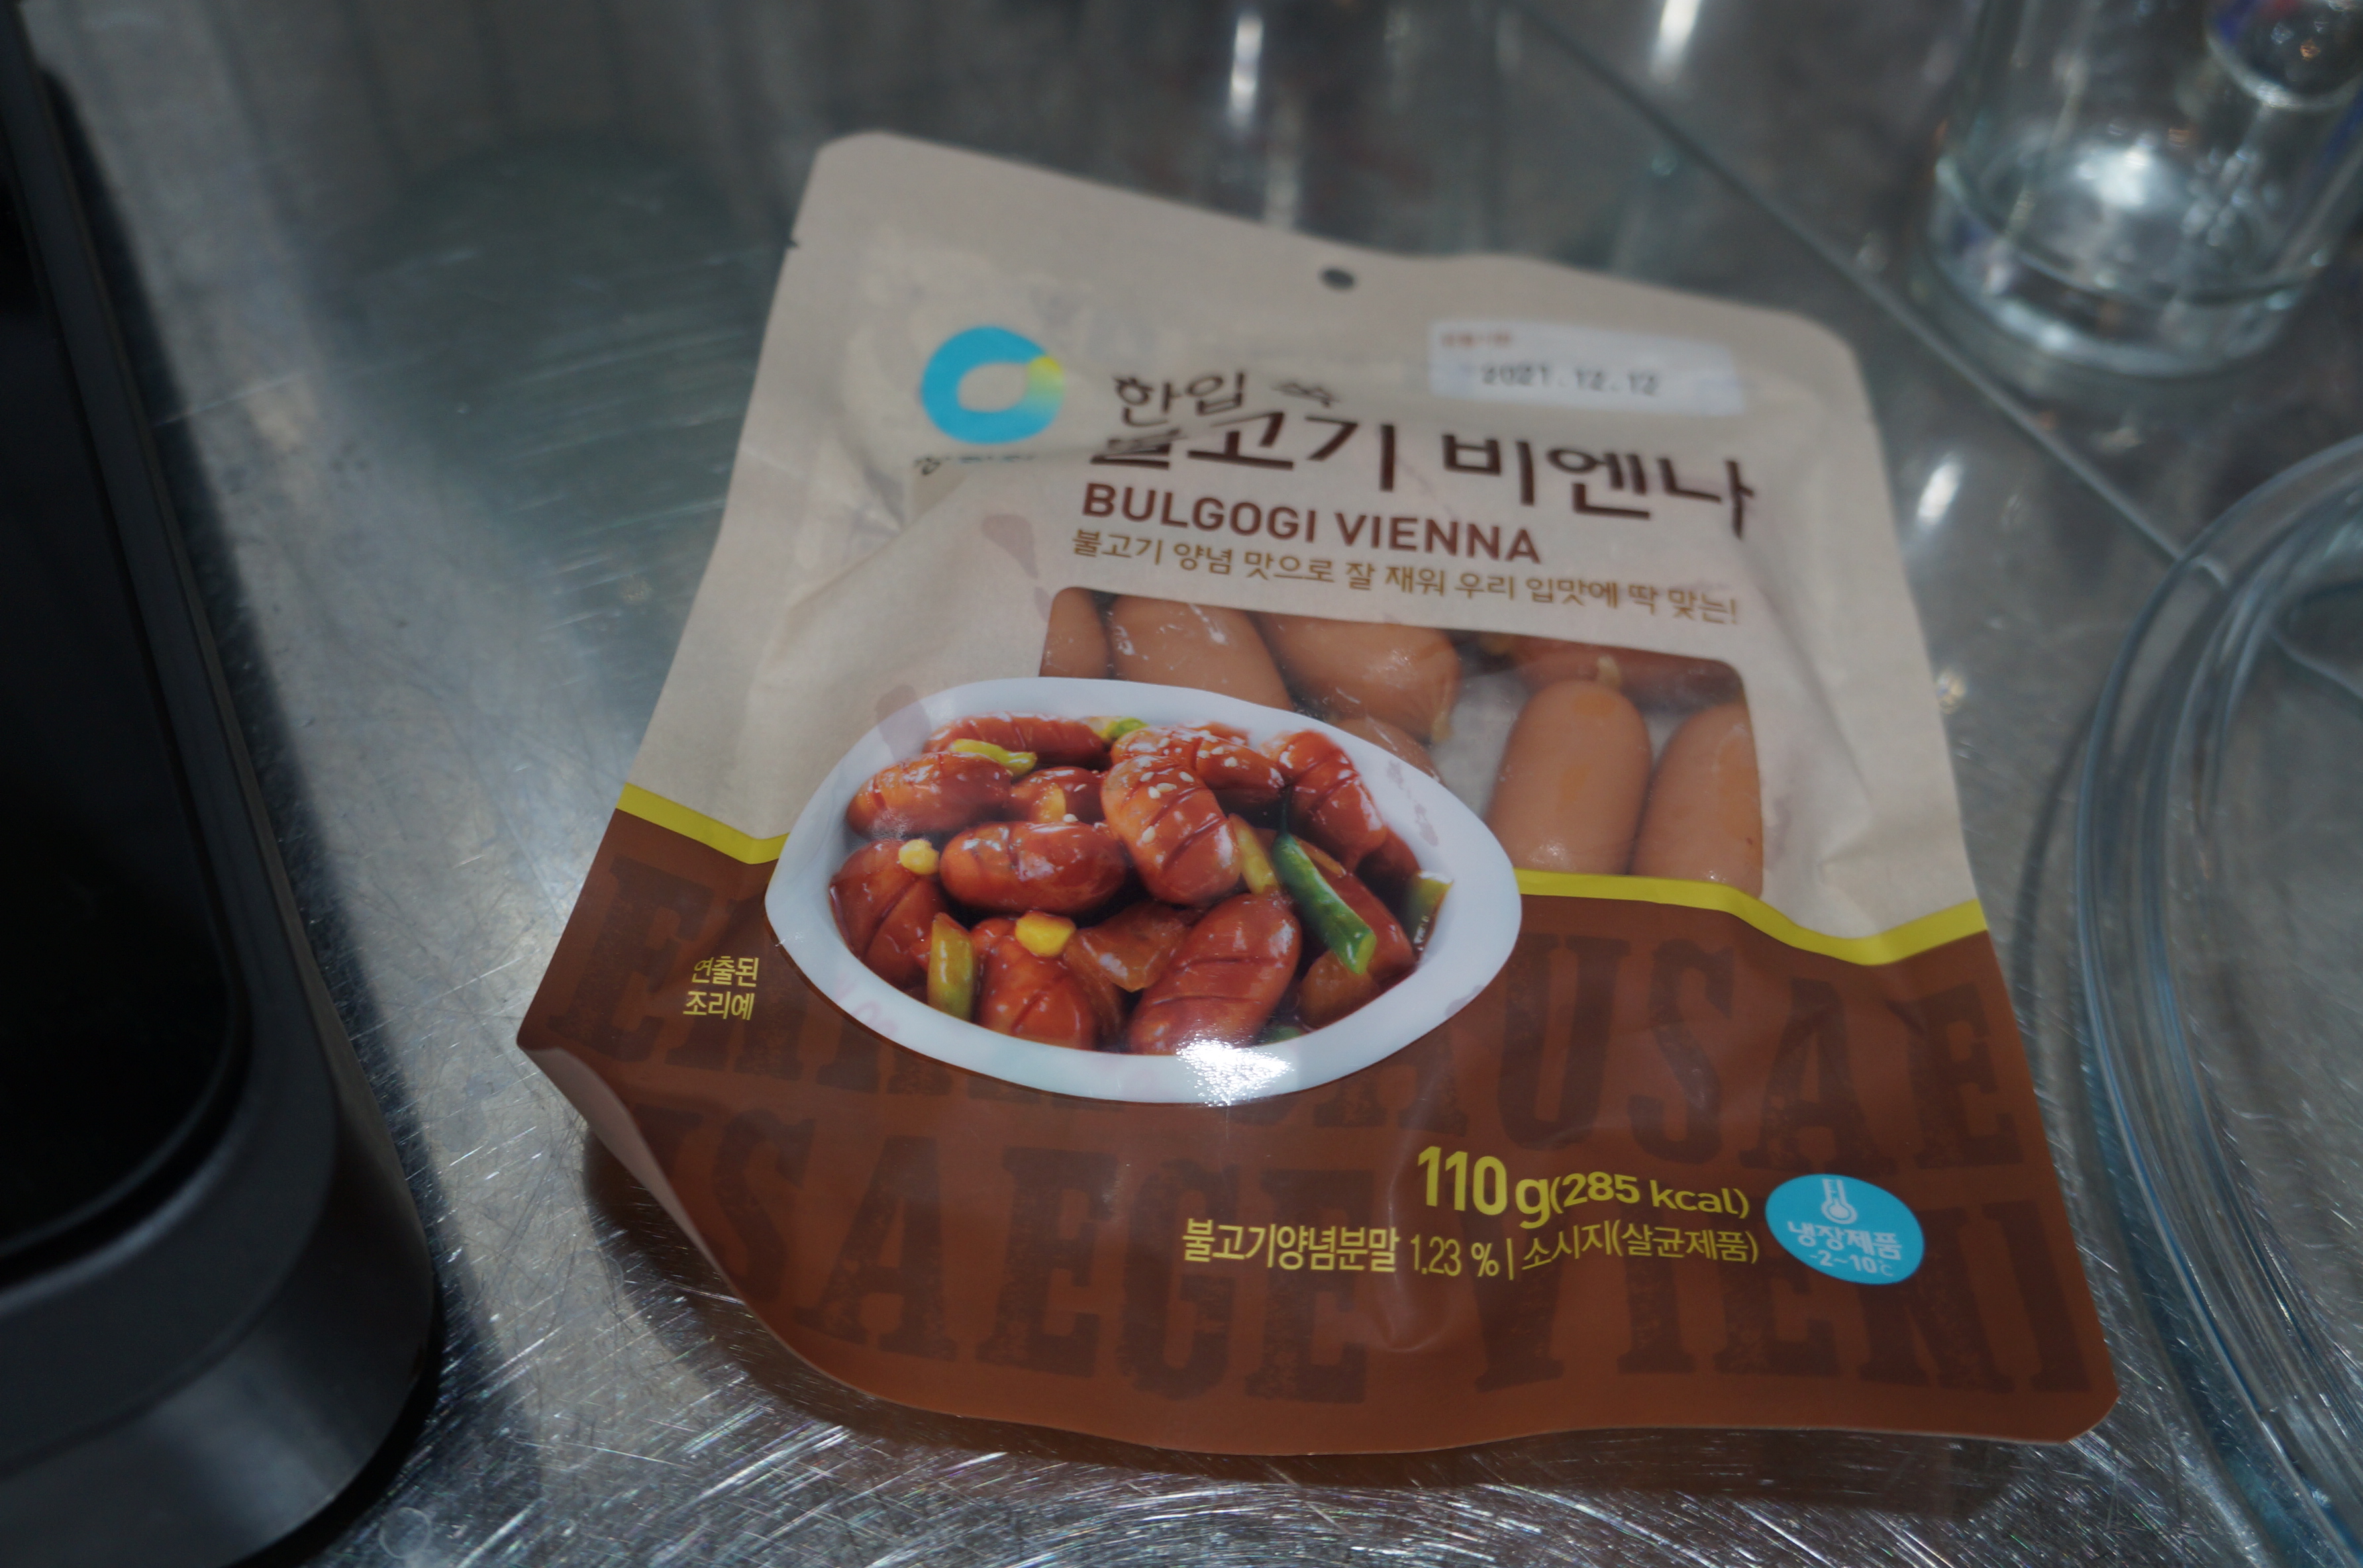 2021.12.12
한입 쏙
불고기 비엔나
BULGOGI VIENNA
불고기 양념 맛으로 잘 재워 우리 입맛에 딱 맞는!
연출된
조리예
110 g(285 kcal)
불고기양념분말 1.23 % | 소시지(살균제품)
냉장제품
-2~10℃
SAEGE VIENN